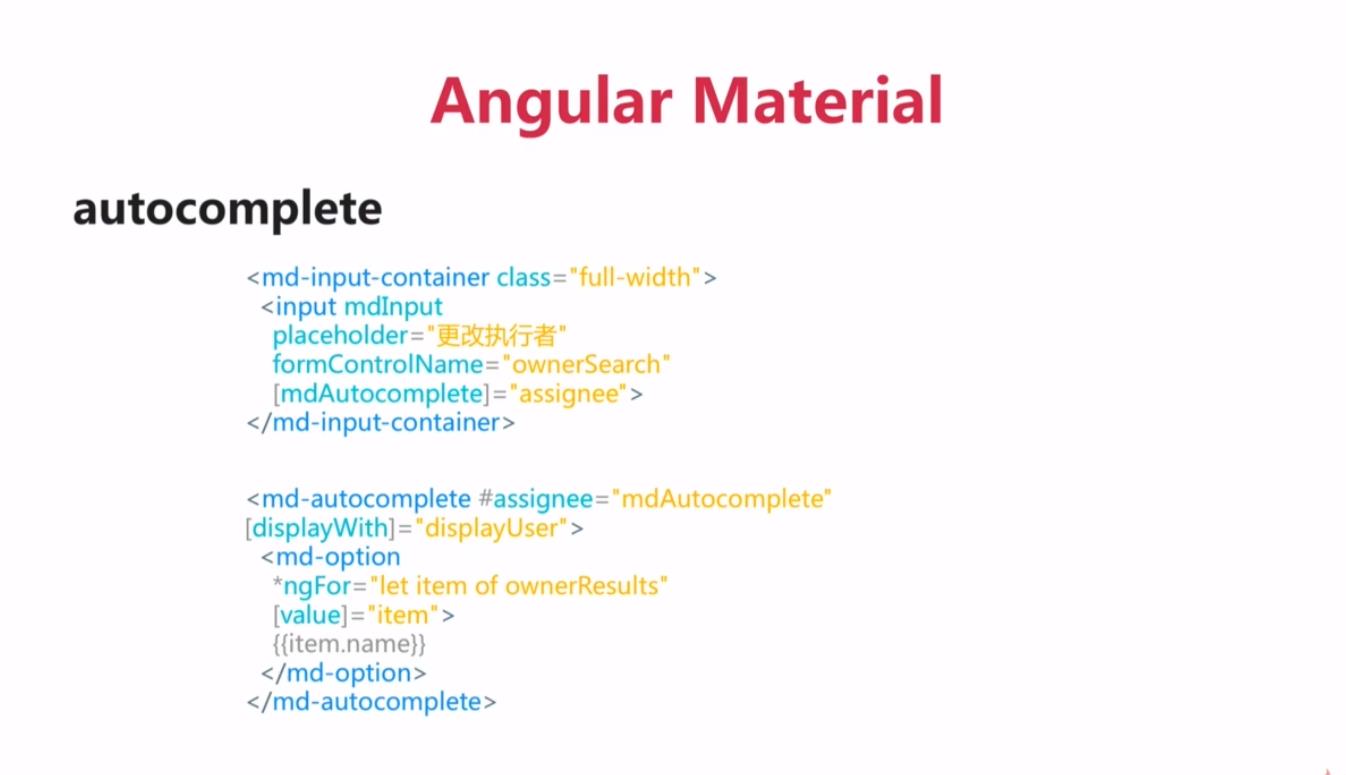 Angular Material
autocomplete
<md-input-container class="full-width">
<input mdInput
placeholder="更改执行者"
formControlName="ownerSearch"
[mdAutocomplete]="assignee">
</md-input-container>
<md-autocomplete #assignee="mdAutocomplete"
[displayWith]="displayUser">
<md-option
*ngFor="let item of ownerResults"
[value]="item">
{{item.name}}
</md-option>
</md-autocomplete>